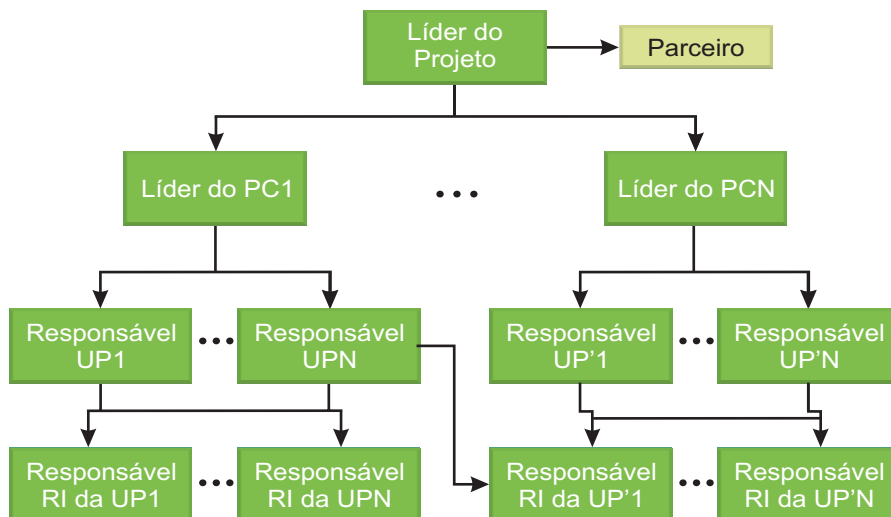 Líder do
Projeto
Parceiro
Líder do PC1
...
Líder do PCN
Responsável
UP1
...
Responsável
UPN
Responsável
UP'1
...
Responsável
UP'N
Responsável
RI da UP1
...
Responsável
RI da UPN
Responsável
RI da UP'1
...
Responsável
RI da UP'N